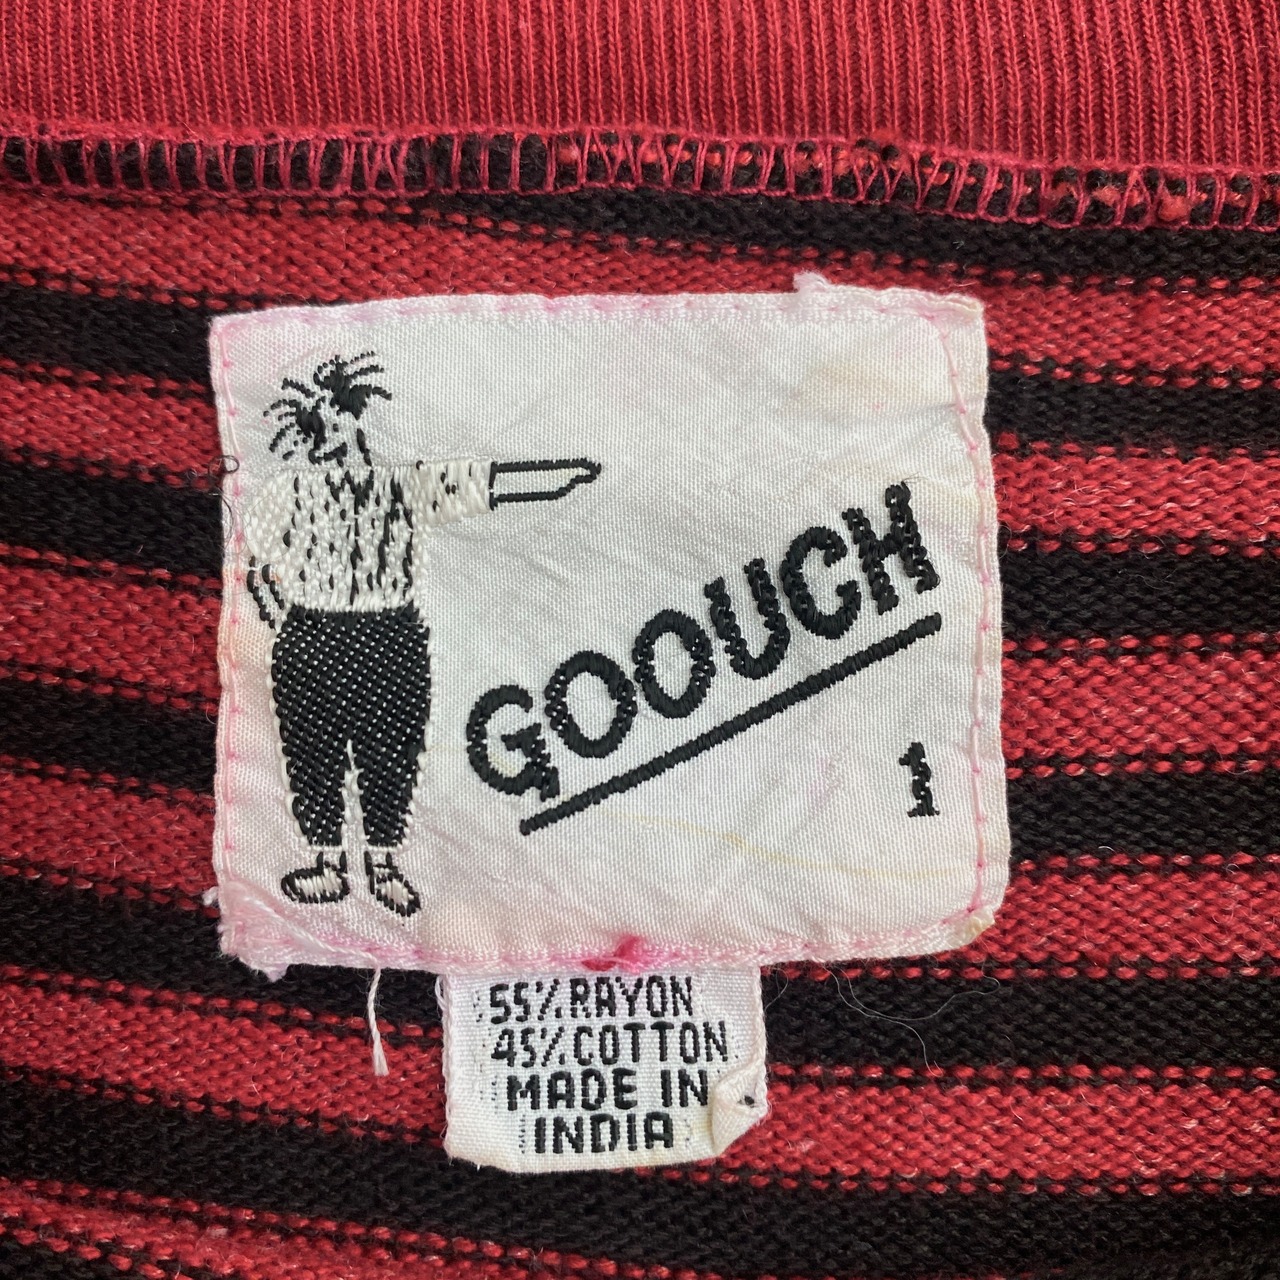 GOOUCH
1
55% RAYON
45% COTTON
MADE IN
INDIA